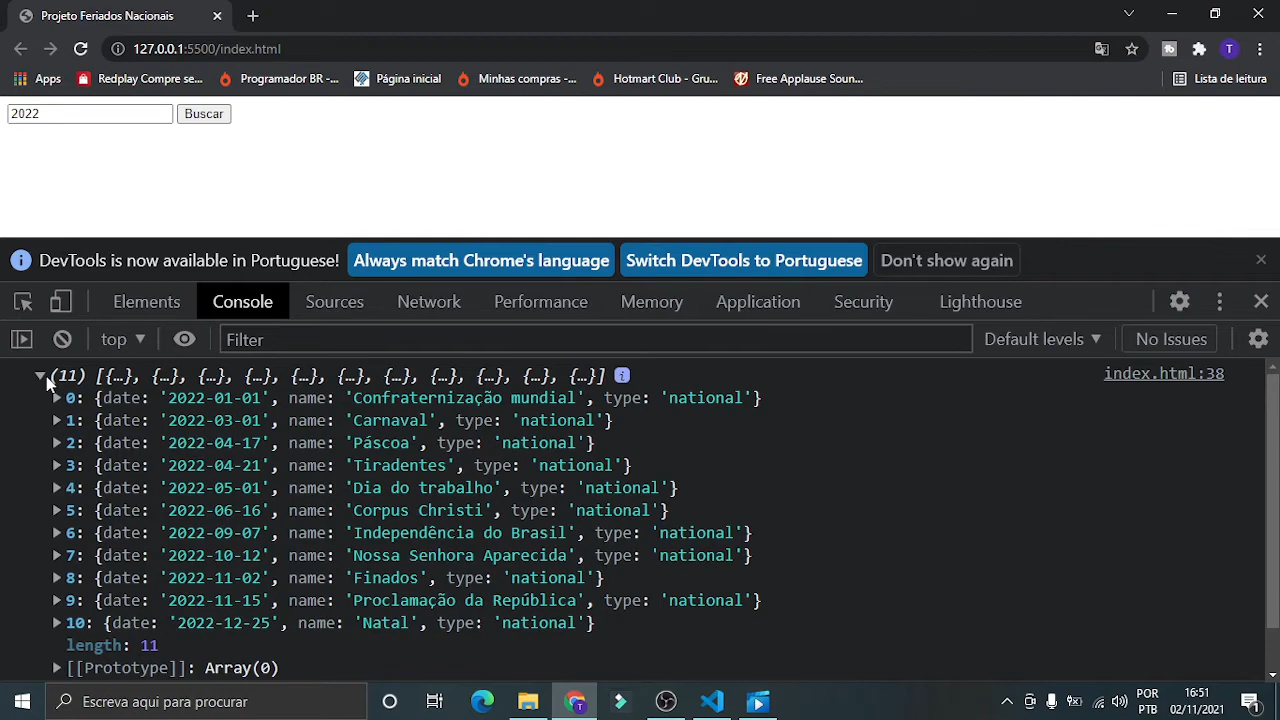 Projeto Feriados Nacionais
127.0.0.1:5500/index.html
Apps Redplay Compre se... Programador BR -... Página inicial Minhas compras -... Hotmart Club - Gru... Free Applause Soun... Lista de leitura
2022 Buscar
DevTools is now available in Portuguese! Always match Chrome's language Switch DevTools to Portuguese Don't show again
Elements Console Sources Network Performance Memory Application Security Lighthouse
top Filter Default levels No Issues
(11) [{…}, {…}, {…}, {…}, {…}, {…}, {…}, {…}, {…}, {…}, {…}] index.html:38
0: {date: '2022-01-01', name: 'Confraternização mundial', type: 'national'}
1: {date: '2022-03-01', name: 'Carnaval', type: 'national'}
2: {date: '2022-04-17', name: 'Páscoa', type: 'national'}
3: {date: '2022-04-21', name: 'Tiradentes', type: 'national'}
4: {date: '2022-05-01', name: 'Dia do trabalho', type: 'national'}
5: {date: '2022-06-16', name: 'Corpus Christi', type: 'national'}
6: {date: '2022-09-07', name: 'Independência do Brasil', type: 'national'}
7: {date: '2022-10-12', name: 'Nossa Senhora Aparecida', type: 'national'}
8: {date: '2022-11-02', name: 'Finados', type: 'national'}
9: {date: '2022-11-15', name: 'Proclamação da República', type: 'national'}
10: {date: '2022-12-25', name: 'Natal', type: 'national'}
length: 11
[[Prototype]]: Array(0)
Escreva aqui para procurar POR 16:51
PTB 02/11/2021 1